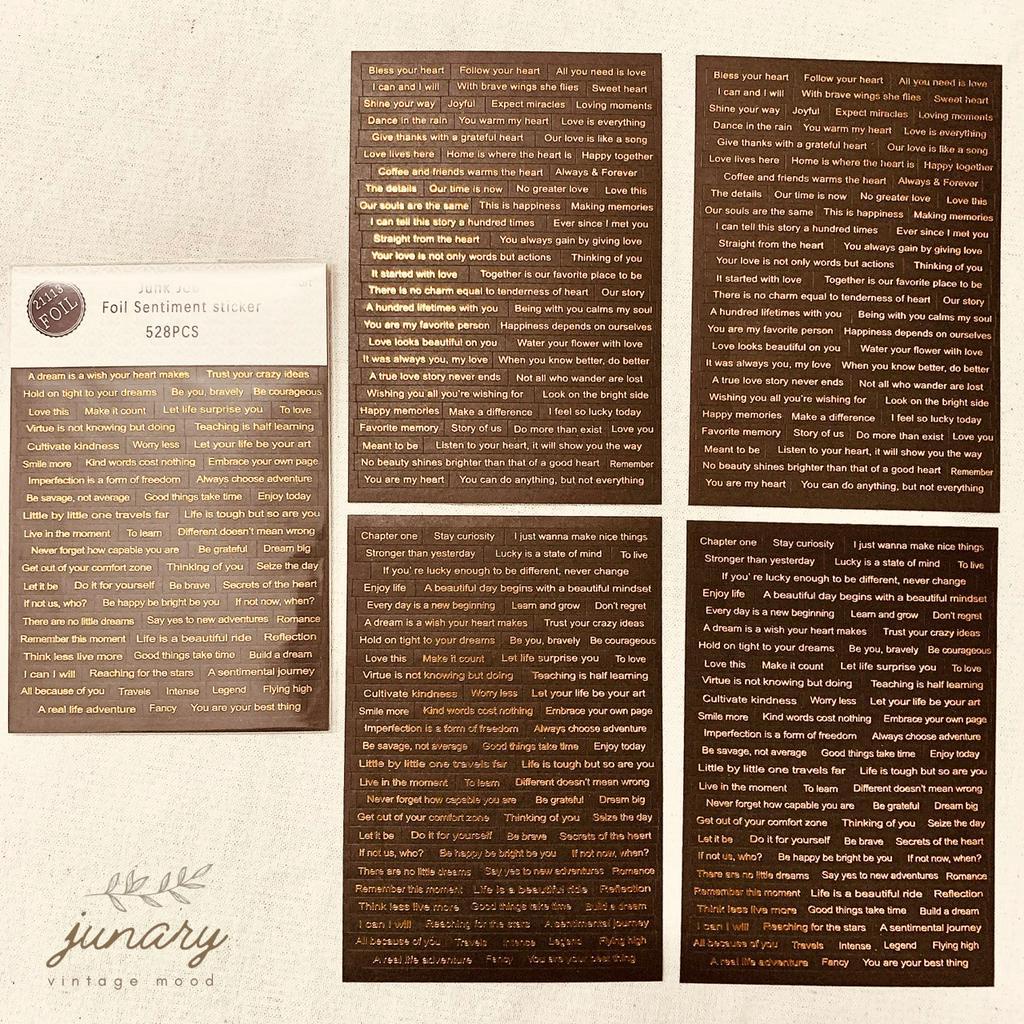 21113
FOIL
Foil Sentiment sticker
528PCS
A dream is a wish your heart makes Trust your crazy ideas
Hold on tight to your dreams Be you, bravely Be courageous
Love this Make it count Let life surprise you To love
Virtue is not knowing but doing Teaching is half learning
Cultivate kindness Worry less Let your life be your art
Smile more Kind words cost nothing Embrace your own page
Imperfection is a form of freedom Always choose adventure
Be savage, not average Good things take time Enjoy today
Little by little one travels far Life is tough but so are you
Live in the moment To learn Different doesn't mean wrong
Never forget how capable you are Be grateful Dream big
Get out of your comfort zone Thinking of you Seize the day
Let it be Do it for yourself Be brave Secrets of the heart
If not us, who? Be happy be bright be you If not now, when?
There are no little dreams Say yes to new adventures Romance
Remember this moment Life is a beautiful ride Reflection
Think less live more Good things take time Build a dream
I can I will Reaching for the stars A sentimental journey
All because of you Travels Intense Legend Flying high
A real life adventure Fancy You are your best thing
Bless your heart Follow your heart All you need is love
I can and I will With brave wings she flies Sweet heart
Shine your way Joyful Expect miracles Loving moments
Dance in the rain You warm my heart Love is everything
Give thanks with a grateful heart Our love is like a song
Love lives here Home is where the heart is Happy together
Coffee and friends warms the heart Always & Forever
The details Our time is now No greater love Love this
Our souls are the same This is happiness Making memories
I can tell this story a hundred times Ever since I met you
Straight from the heart You always gain by giving love
Your love is not only words but actions Thinking of you
It started with love Together is our favorite place to be
There is no charm equal to tenderness of heart Our story
A hundred lifetimes with you Being with you calms my soul
You are my favorite person Happiness depends on ourselves
Love looks beautiful on you Water your flower with love
It was always you, my love When you know better, do better
A true love story never ends Not all who wander are lost
Wishing you all you're wishing for Look on the bright side
Happy memories Make a difference I feel so lucky today
Favorite memory Story of us Do more than exist Love you
Meant to be Listen to your heart, it will show you the way
No beauty shines brighter than that of a good heart Remember
You are my heart You can do anything, but not everything
Bless your heart Follow your heart All you need is love
I can and I will With brave wings she flies Sweet heart
Shine your way Joyful Expect miracles Loving moments
Dance in the rain You warm my heart Love is everything
Give thanks with a grateful heart Our love is like a song
Love lives here Home is where the heart is Happy together
Coffee and friends warms the heart Always & Forever
The details Our time is now No greater love Love this
Our souls are the same This is happiness Making memories
I can tell this story a hundred times Ever since I met you
Straight from the heart You always gain by giving love
Your love is not only words but actions Thinking of you
It started with love Together is our favorite place to be
There is no charm equal to tenderness of heart Our story
A hundred lifetimes with you Being with you calms my soul
You are my favorite person Happiness depends on ourselves
Love looks beautiful on you Water your flower with love
It was always you, my love When you know better, do better
A true love story never ends Not all who wander are lost
Wishing you all you're wishing for Look on the bright side
Happy memories Make a difference I feel so lucky today
Favorite memory Story of us Do more than exist Love you
Meant to be Listen to your heart, it will show you the way
No beauty shines brighter than that of a good heart Remember
You are my heart You can do anything, but not everything
Chapter one Stay curiosity I just wanna make nice things
Stronger than yesterday Lucky is a state of mind To live
If you' re lucky enough to be different, never change
Enjoy life A beautiful day begins with a beautiful mindset
Every day is a new beginning Learn and grow Don't regret
A dream is a wish your heart makes Trust your crazy ideas
Hold on tight to your dreams Be you, bravely Be courageous
Love this Make it count Let life surprise you To love
Virtue is not knowing but doing Teaching is half learning
Cultivate kindness Worry less Let your life be your art
Smile more Kind words cost nothing Embrace your own page
Imperfection is a form of freedom Always choose adventure
Be savage, not average Good things take time Enjoy today
Little by little one travels far Life is tough but so are you
Live in the moment To learn Different doesn't mean wrong
Never forget how capable you are Be grateful Dream big
Get out of your comfort zone Thinking of you Seize the day
Let it be Do it for yourself Be brave Secrets of the heart
If not us, who? Be happy be bright be you If not now, when?
There are no little dreams Say yes to new adventures Romance
Remember this moment Life is a beautiful ride Reflection
Think less live more Good things take time Build a dream
I can I will Reaching for the stars A sentimental journey
All because of you Travels Intense Legend Flying high
A real life adventure Fancy You are your best thing
Chapter one Stay curiosity I just wanna make nice things
Stronger than yesterday Lucky is a state of mind To live
If you' re lucky enough to be different, never change
Enjoy life A beautiful day begins with a beautiful mindset
Every day is a new beginning Learn and grow Don't regret
A dream is a wish your heart makes Trust your crazy ideas
Hold on tight to your dreams Be you, bravely Be courageous
Love this Make it count Let life surprise you To love
Virtue is not knowing but doing Teaching is half learning
Cultivate kindness Worry less Let your life be your art
Smile more Kind words cost nothing Embrace your own page
Imperfection is a form of freedom Always choose adventure
Be savage, not average Good things take time Enjoy today
Little by little one travels far Life is tough but so are you
Live in the moment To learn Different doesn't mean wrong
Never forget how capable you are Be grateful Dream big
Get out of your comfort zone Thinking of you Seize the day
Let it be Do it for yourself Be brave Secrets of the heart
If not us, who? Be happy be bright be you If not now, when?
There are no little dreams Say yes to new adventures Romance
Remember this moment Life is a beautiful ride Reflection
Think less live more Good things take time Build a dream
I can I will Reaching for the stars A sentimental journey
All because of you Travels Intense Legend Flying high
A real life adventure Fancy You are your best thing
junary
vintage mood